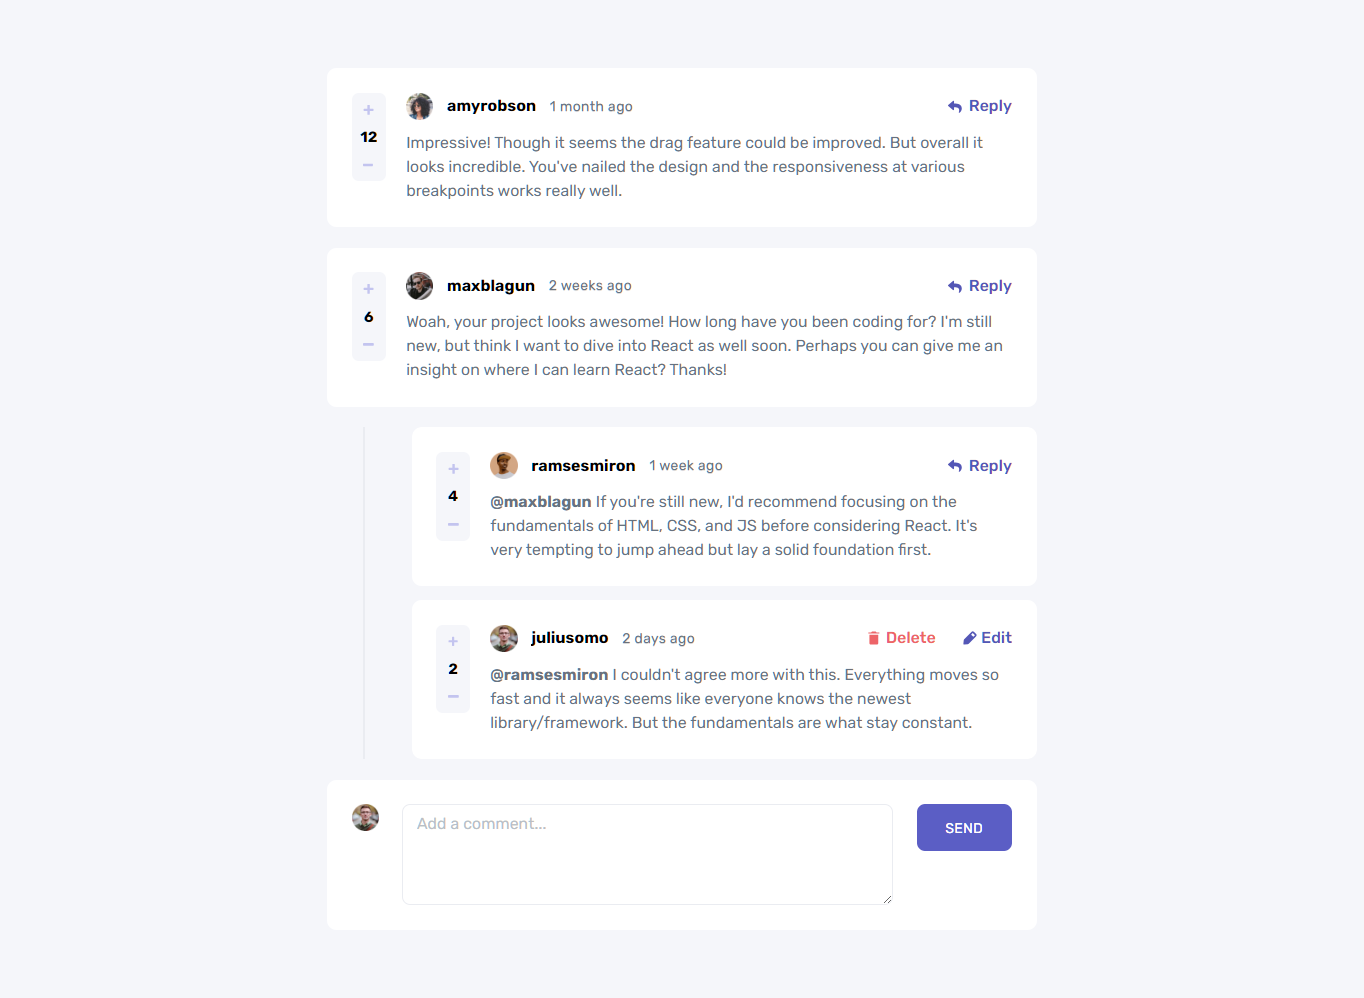 +
12
−
amyrobson 1 month ago Reply
Impressive! Though it seems the drag feature could be improved. But overall it
looks incredible. You've nailed the design and the responsiveness at various
breakpoints works really well.
+
6
−
maxblagun 2 weeks ago Reply
Woah, your project looks awesome! How long have you been coding for? I'm still
new, but think I want to dive into React as well soon. Perhaps you can give me an
insight on where I can learn React? Thanks!
+
4
−
ramsesmiron 1 week ago Reply
@maxblagun If you're still new, I'd recommend focusing on the
fundamentals of HTML, CSS, and JS before considering React. It's
very tempting to jump ahead but lay a solid foundation first.
+
2
−
juliusomo 2 days ago Delete Edit
@ramsesmiron I couldn't agree more with this. Everything moves so
fast and it always seems like everyone knows the newest
library/framework. But the fundamentals are what stay constant.
Add a comment...
SEND